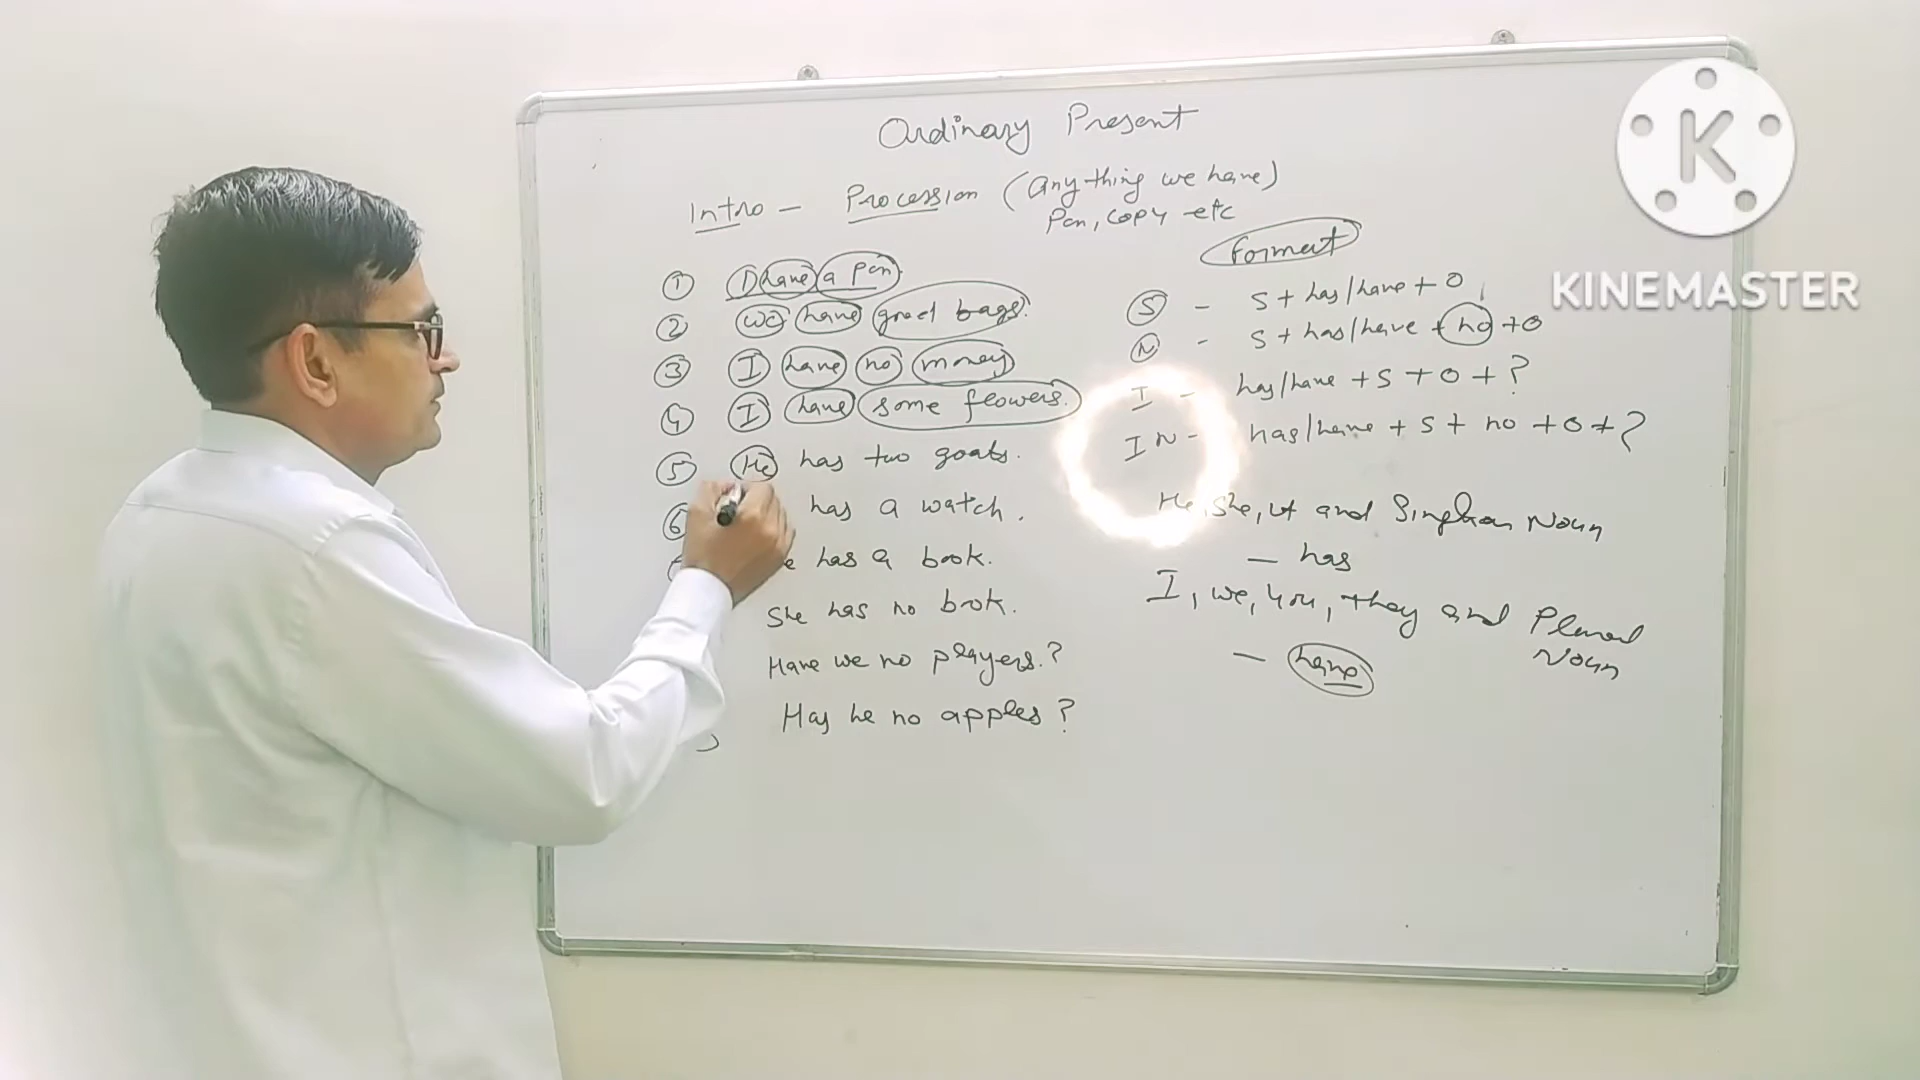 Ordinary Present
Intro - Procession (Anything we have)
Pen, copy etc
① I have a pen.
② We have good bags.
③ I have no money
④ I have some flowers.
⑤ He has two goats.
⑥ has a watch.
has a book.
She has no book.
Have we no players.?
Has he no apples?
Format
S - S + has/have + O
N - S + has/have + no + O
I - has/have + S + O + ?
IN - has/have + S + no + O + ?
He, She, it and Noun
- has
I, we, you, they and
Noun
- have
K
KINEMASTER